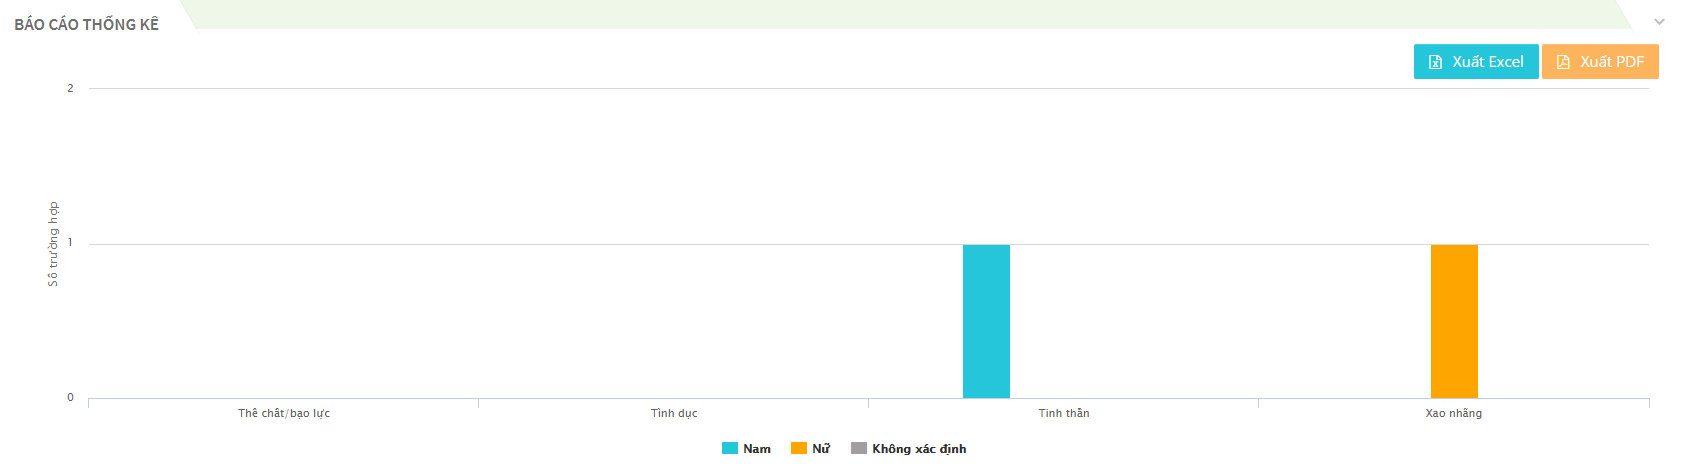 BÁO CÁO THỐNG KÊ
Xuất Excel
Xuất PDF
Số trường hợp
2
1
0
Thể chất/bạo lực
Tình dục
Tinh thần
Xao nhãng
Nam
Nữ
Không xác định